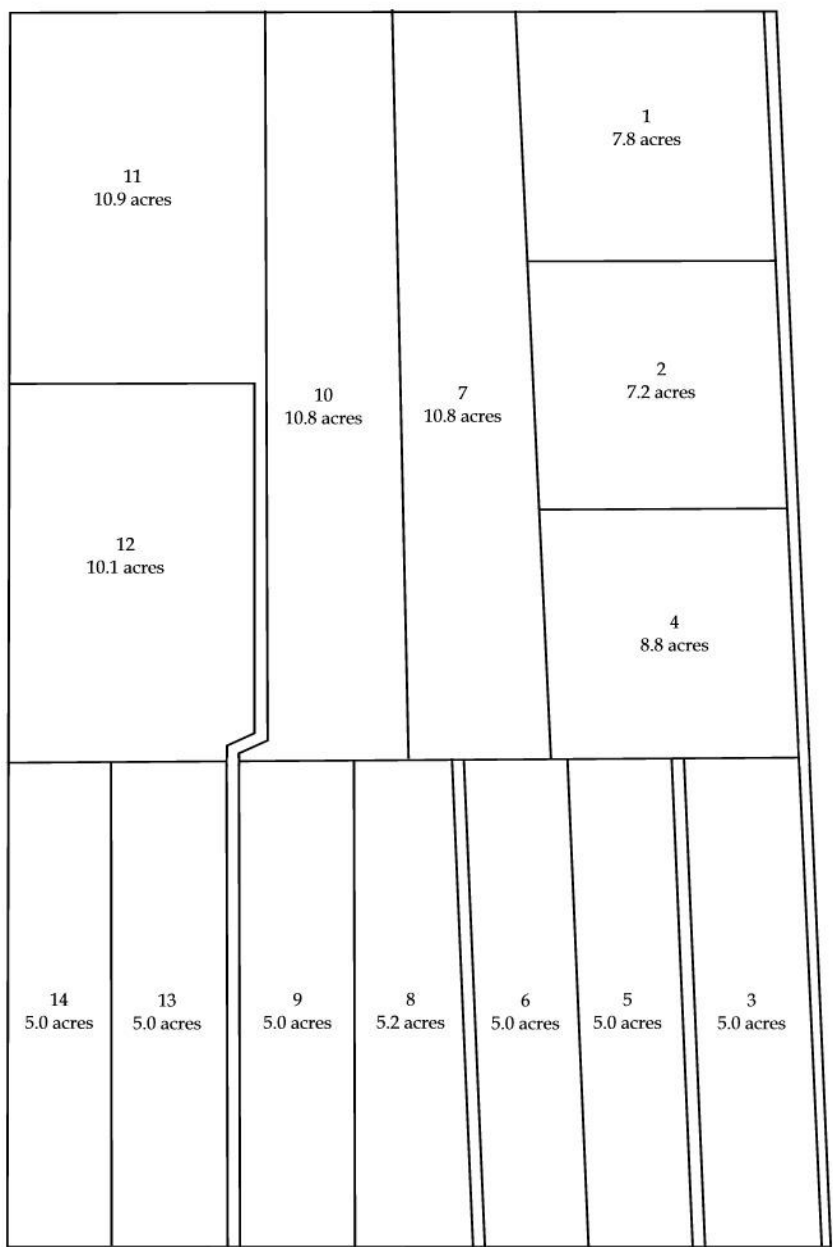 1
7.8 acres
11
10.9 acres
2
7.2 acres
10
10.8 acres
7
10.8 acres
12
10.1 acres
4
8.8 acres
14
5.0 acres
13
5.0 acres
9
5.0 acres
8
5.2 acres
6
5.0 acres
5
5.0 acres
3
5.0 acres